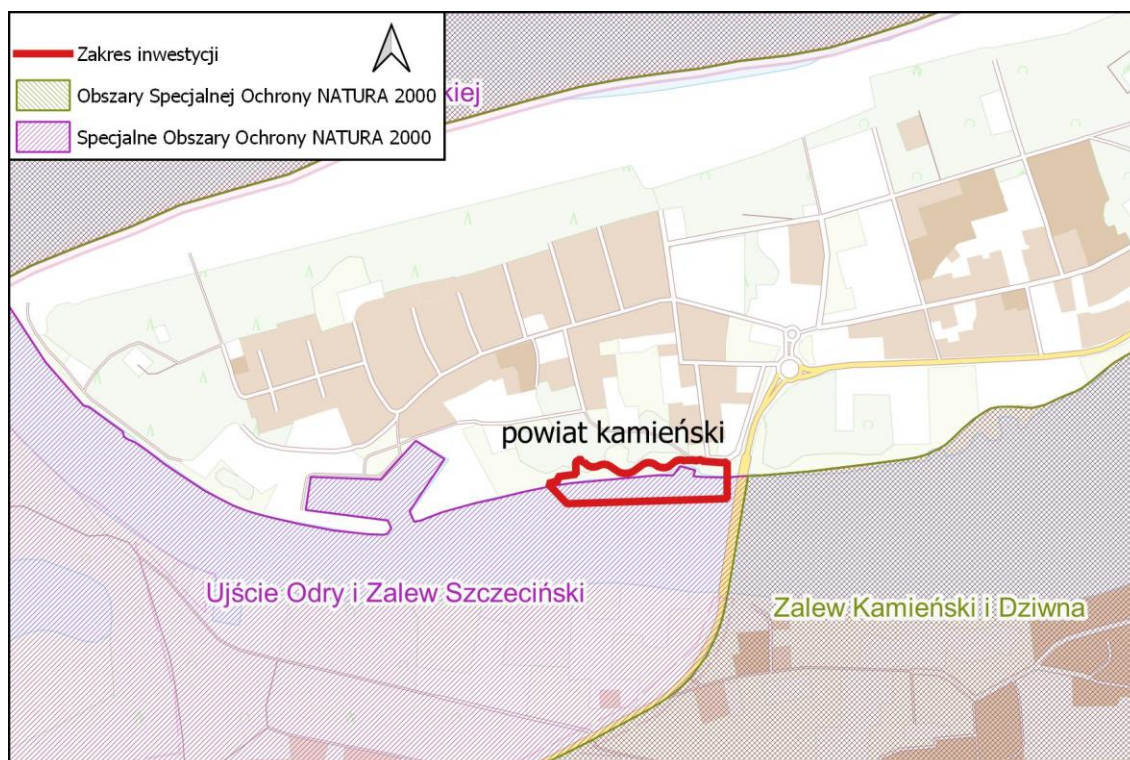 Zakres inwestycji
Obszary Specjalnej Ochrony NATURA 2000
kiej
Specjalne Obszary Ochrony NATURA 2000
powiat kamieński
Ujście Odry i Zalew Szczeciński
Zalew Kamieński i Dziwna